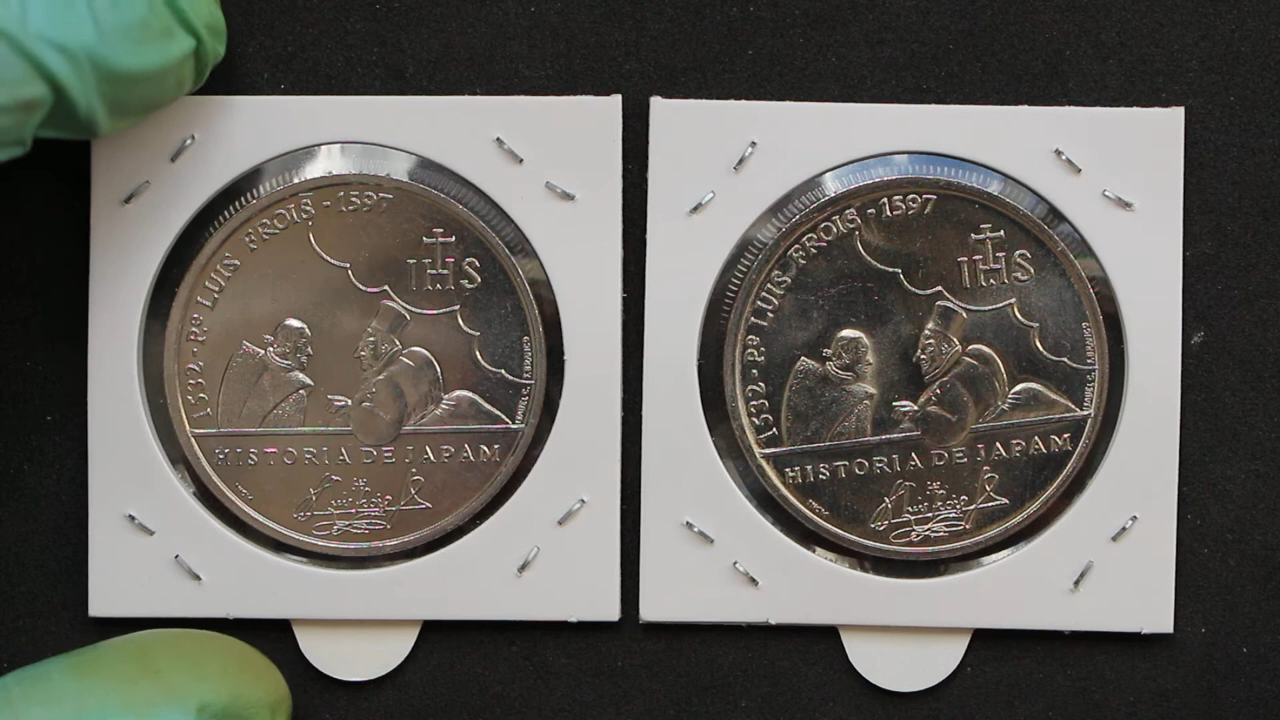 1532 · Pᵉ LUIS FROIS · 1597
IHS
HISTORIA DE JAPAM
1532 · Pᵉ LUIS FROIS · 1597
IHS
HISTORIA DE JAPAM